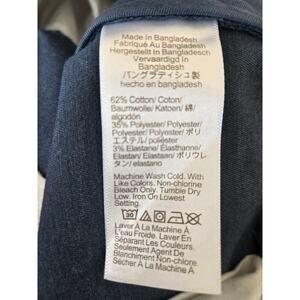 Made In Bangladesh
Fabriqué Au Bangladesh
Hergestellt In Bangladesch
Vervaardigd In
Bangladesh
バングラディシュ製
hecho en bangladesh
62% Cotton/ Coton/
Baumwolle/ Katoen/ 綿/
algodón
35% Polyester/ Polyester/
Polyester/ Polyester/ ポリ
エステル/ poliéster
3% Elastane/ Élasthanne/
Elastan/ Elastaan/ ポリウレ
タン/ elastano
Machine Wash Cold. With
Like Colors. Non-chlorine
Bleach Only. Tumble Dry
Low. Iron On Lowest
Setting.
30
Laver À La Machine À
L'eau Froide. Laver En
Séparant Les Couleurs.
Seulement Agent De
Blanchiment Non-chloré.
Sécher À La Machine À